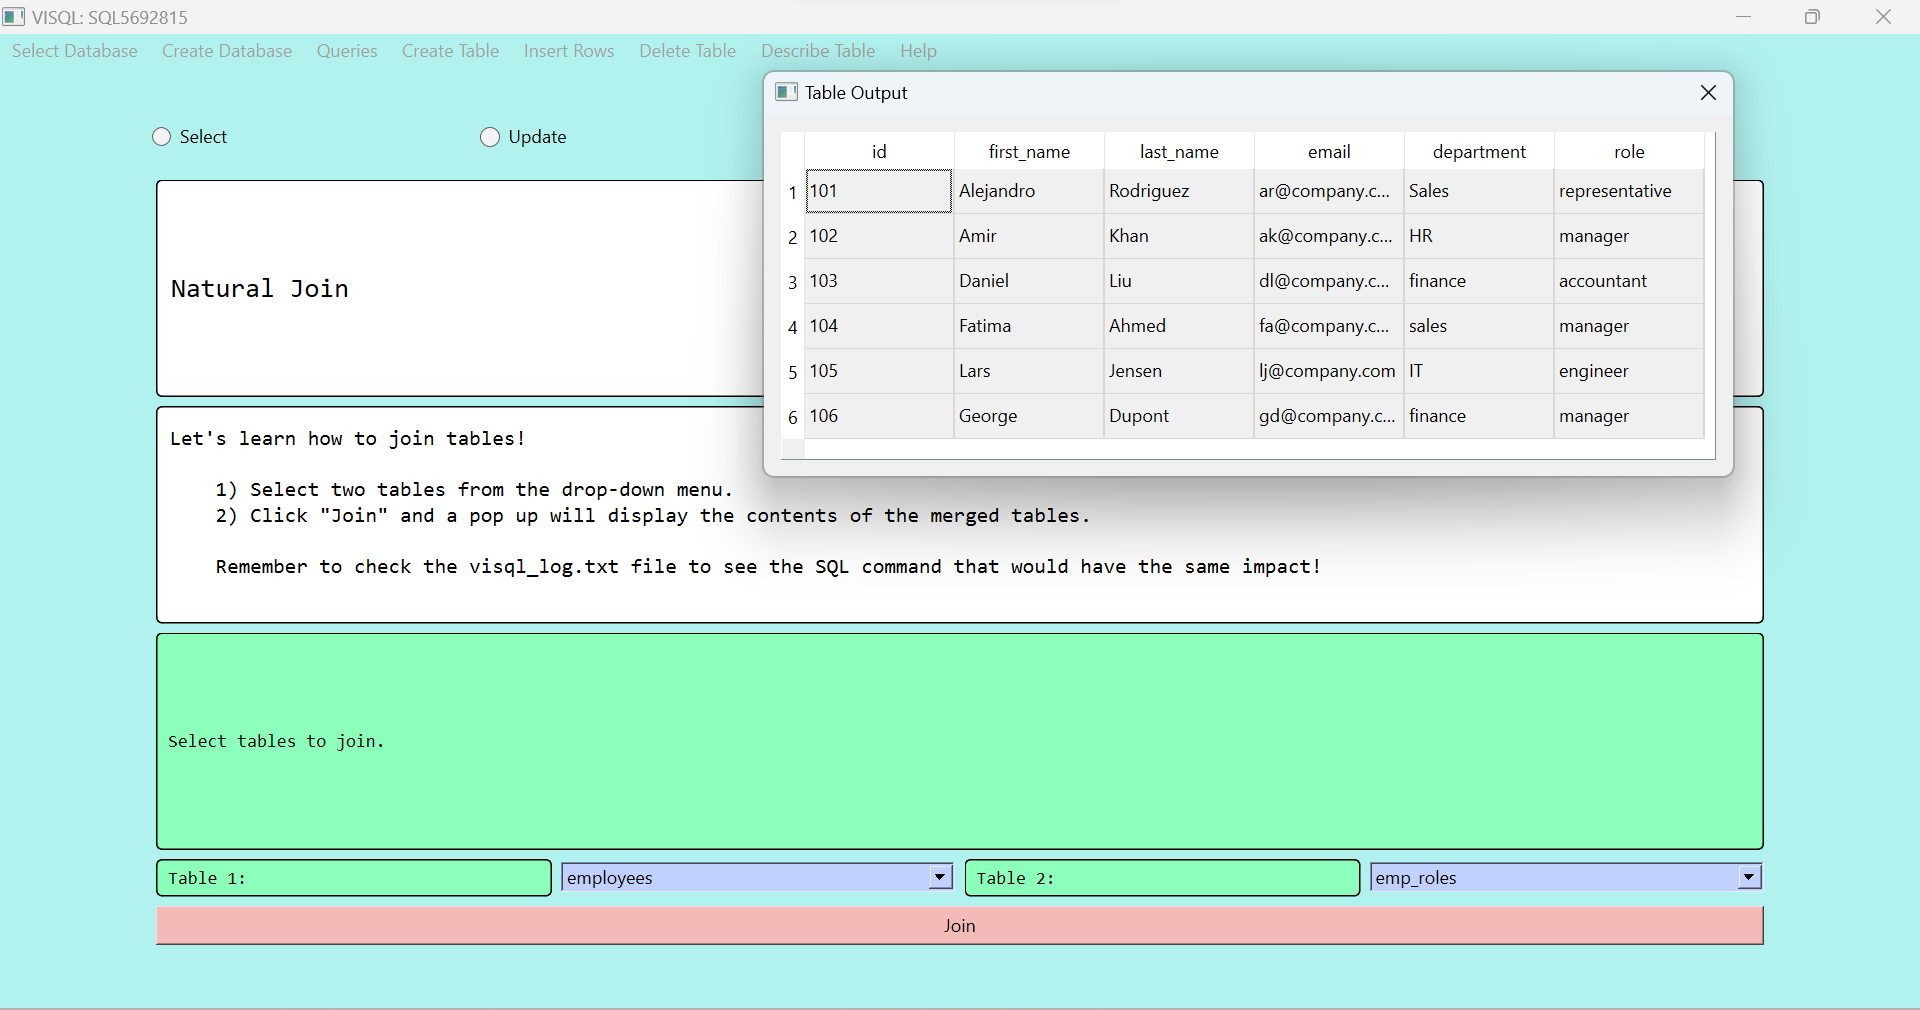 VISQL: SQL5692815
Select Database Create Database Queries Create Table Insert Rows Delete Table Describe Table Help
Select Update
Table Output
id first_name last_name email department role
1 101 Alejandro Rodriguez ar@company.c... Sales representative
2 102 Amir Khan ak@company.c... HR manager
3 103 Daniel Liu dl@company.c... finance accountant
4 104 Fatima Ahmed fa@company.c... sales manager
5 105 Lars Jensen lj@company.com IT engineer
6 106 George Dupont gd@company.c... finance manager
Natural Join
Let's learn how to join tables!
1) Select two tables from the drop-down menu.
2) Click "Join" and a pop up will display the contents of the merged tables.
Remember to check the visql_log.txt file to see the SQL command that would have the same impact!
Select tables to join.
Table 1: employees Table 2: emp_roles
Join